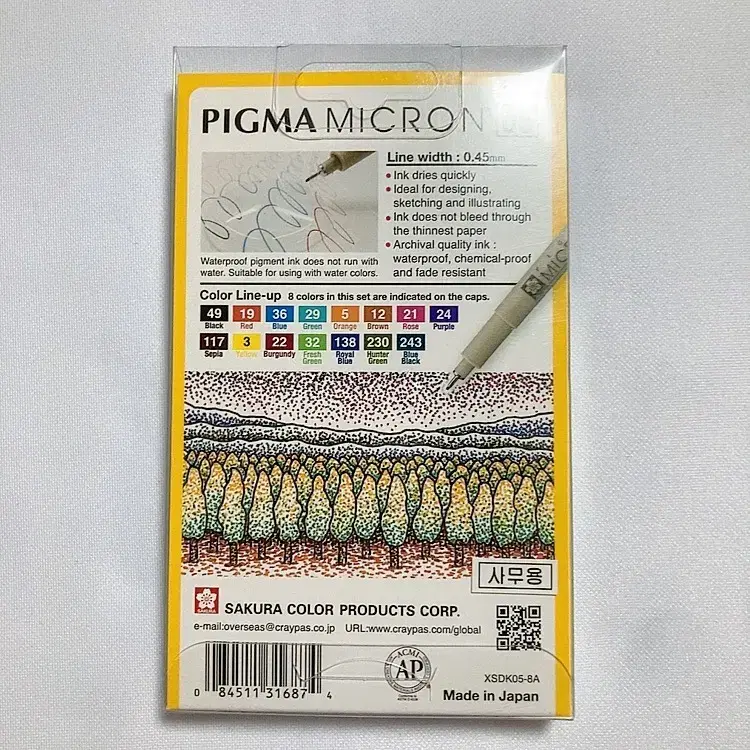 PIGMA MICRON
Line width : 0.45mm
• Ink dries quickly
• Ideal for designing,
sketching and illustrating
• Ink does not bleed through
the thinnest paper
• Archival quality ink :
waterproof, chemical-proof
and fade resistant
Waterproof pigment ink does not run with
water. Suitable for using with water colors.
Color Line-up 8 colors in this set are indicated on the caps.
49 19 36 29 5 12 21 24
Black Red Blue Green Orange Brown Rose Purple
117 3 22 32 138 230 243
Sepia Yellow Burgundy Fresh Green Royal Blue Hunter Green Blue Black
사무용
SAKURA
SAKURA COLOR PRODUCTS CORP.
e-mail:overseas@craypas.co.jp URL:www.craypas.com/global
0 84511 31687 4
ACMI
AP
XSDK05-8A
Made in Japan